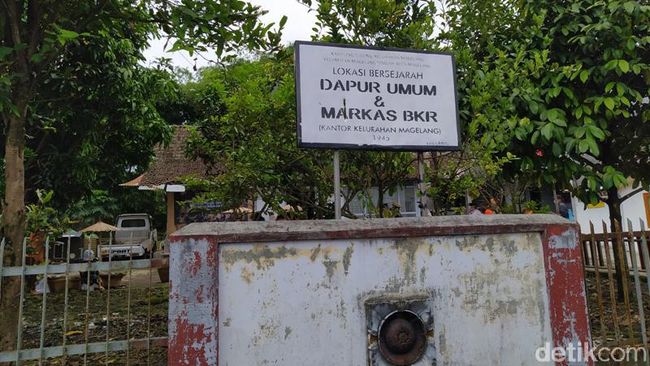 LOKASI BERSEJARAH
DAPUR UMUM
&
MARKAS BKR
(KANTOR KELURAHAN MAGELANG)
1945
detikcom